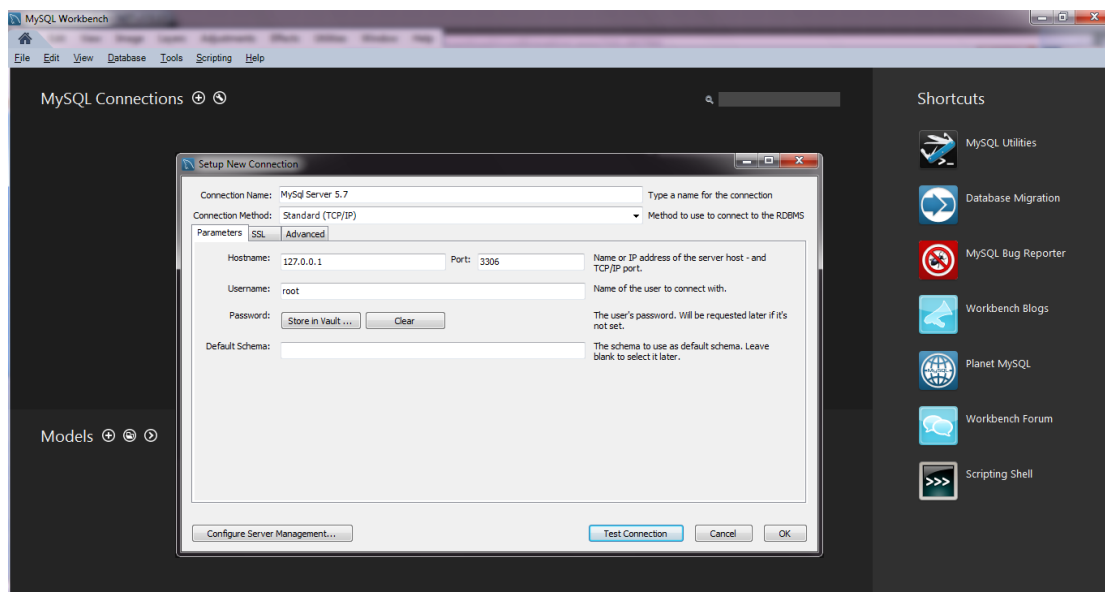 MySQL Workbench
File Edit View Database Tools Scripting Help
MySQL Connections
Shortcuts
MySQL Utilities
Database Migration
MySQL Bug Reporter
Workbench Blogs
Planet MySQL
Workbench Forum
Scripting Shell
Models
Setup New Connection
Connection Name: MySql Server 5.7 Type a name for the connection
Connection Method: Standard (TCP/IP) Method to use to connect to the RDBMS
Parameters SSL Advanced
Hostname: 127.0.0.1 Port: 3306 Name or IP address of the server host - and
TCP/IP port.
Username: root Name of the user to connect with.
Password: Store in Vault ... Clear The user's password. Will be requested later if it's
not set.
Default Schema: The schema to use as default schema. Leave
blank to select it later.
Configure Server Management... Test Connection Cancel OK